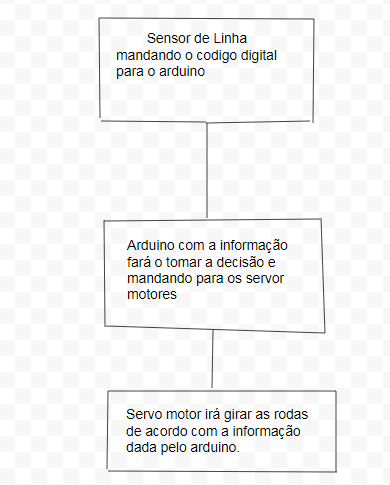 Sensor de Linha
mandando o codigo digital
para o arduino
Arduino com a informação
fará o tomar a decisão e
mandando para os servor
motores
Servo motor irá girar as rodas
de acordo com a informação
dada pelo arduino.